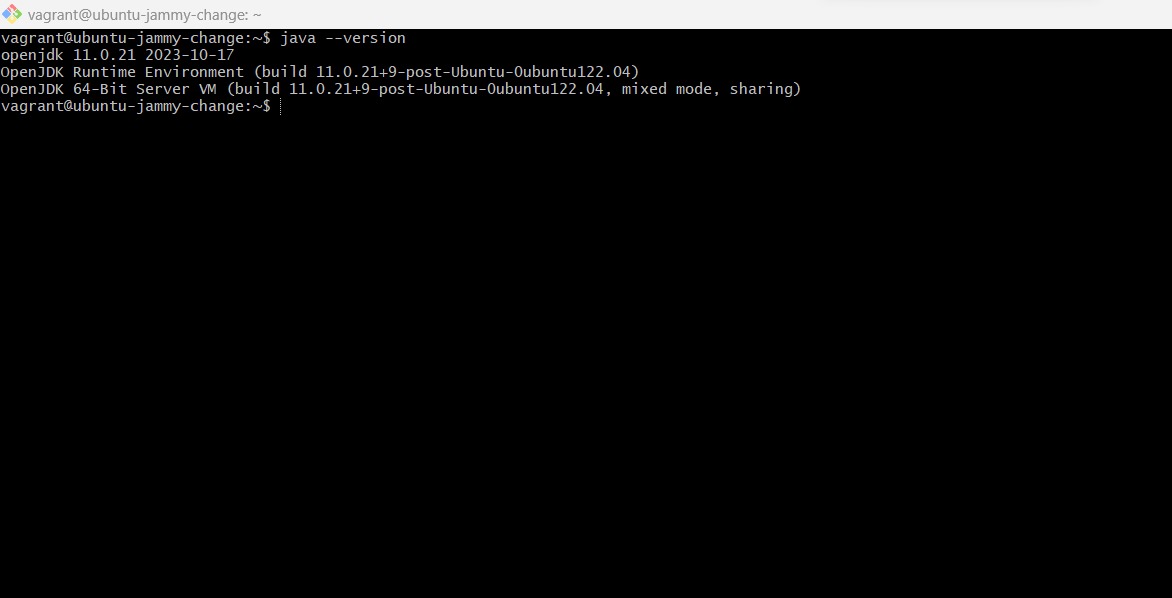 vagrant@ubuntu-jammy-change: ~
vagrant@ubuntu-jammy-change:~$ java --version
openjdk 11.0.21 2023-10-17
OpenJDK Runtime Environment (build 11.0.21+9-post-Ubuntu-0ubuntu122.04)
OpenJDK 64-Bit Server VM (build 11.0.21+9-post-Ubuntu-0ubuntu122.04, mixed mode, sharing)
vagrant@ubuntu-jammy-change:~$